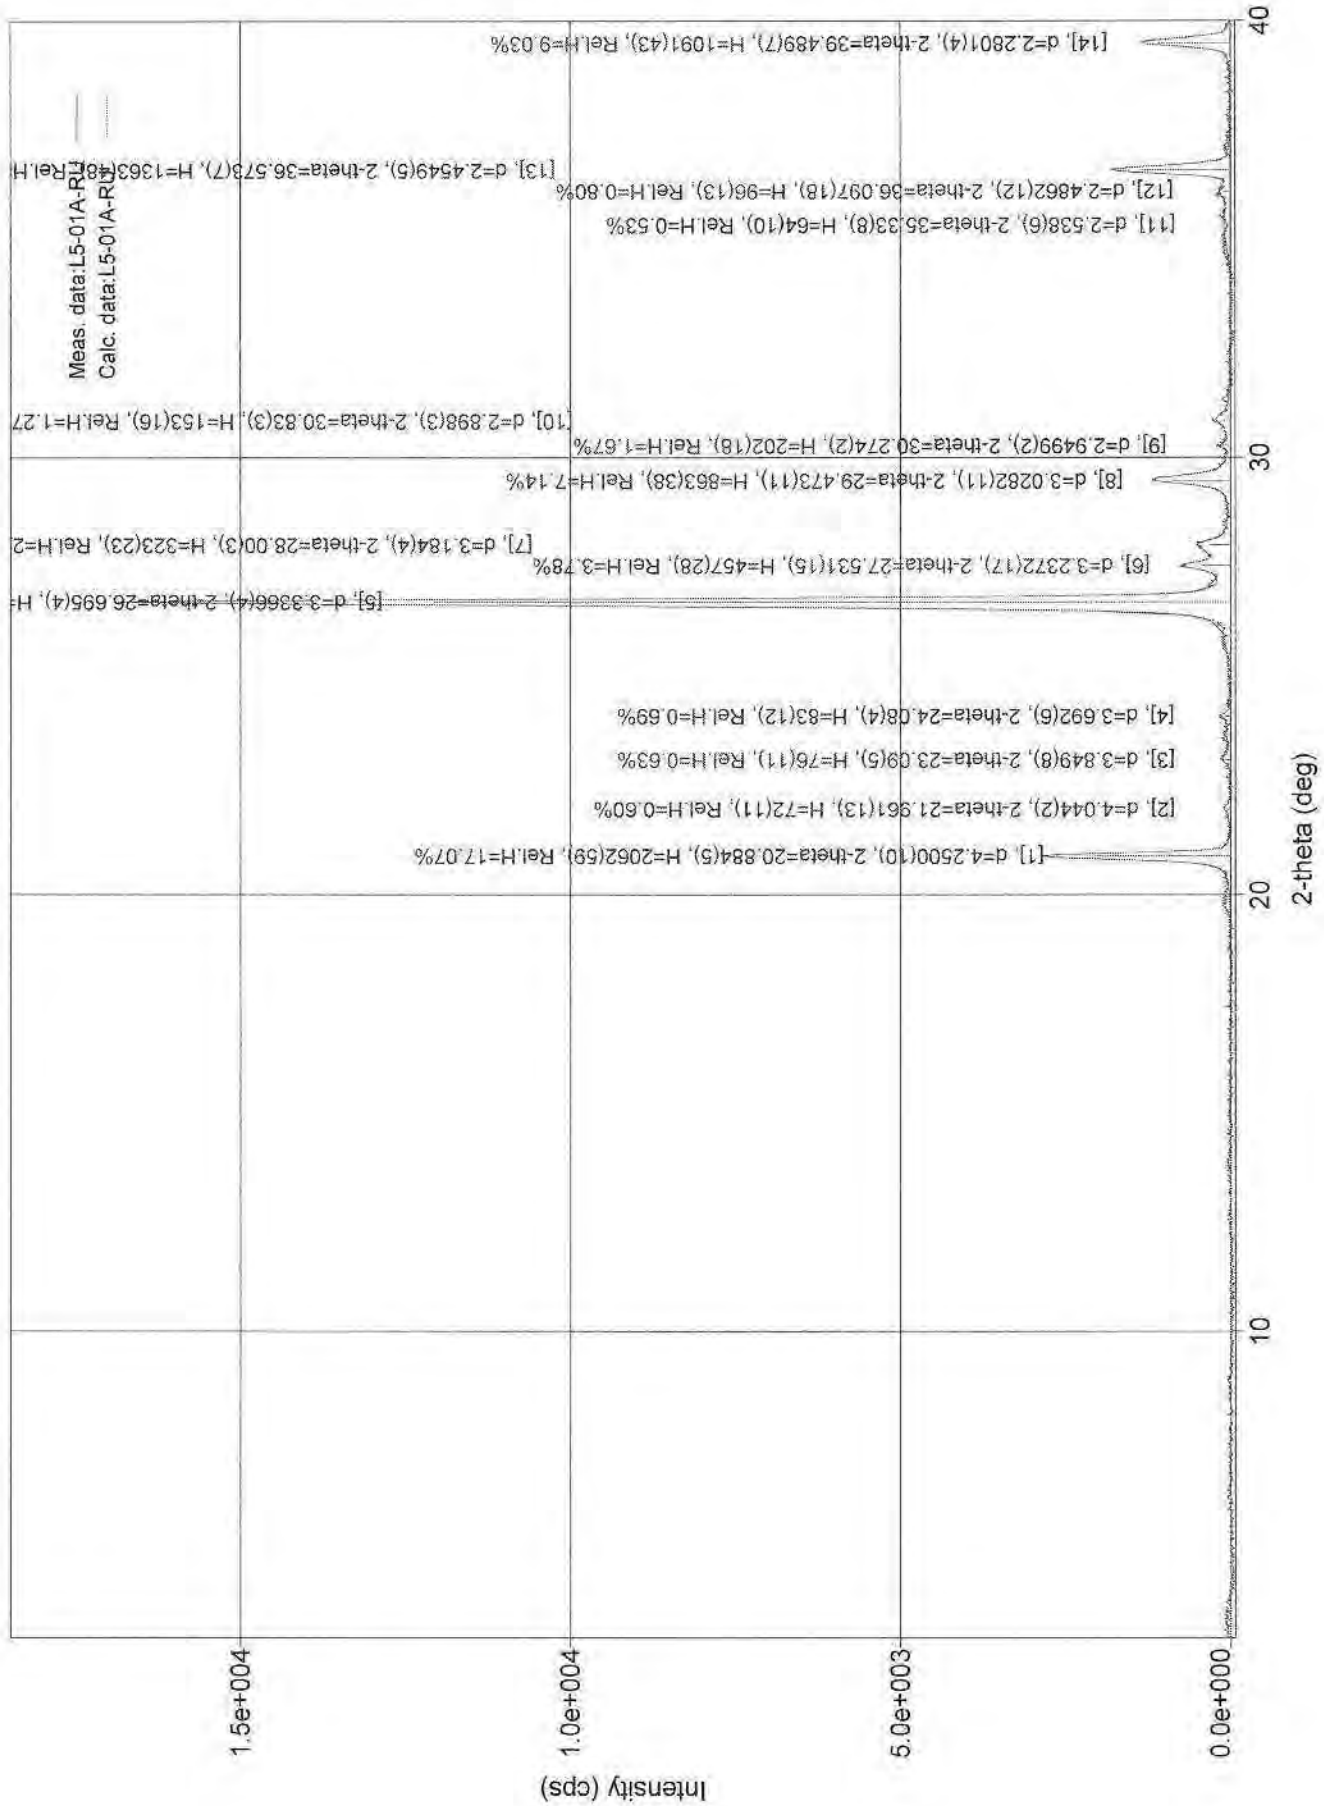 Meas. data:L5-01A-RU
Calc. data:L5-01A-RU
[1], d=4.2500(10), 2-theta=20.884(5), H=2062(59), Rel.H=17.07%
[2], d=4.044(2), 2-theta=21.961(13), H=72(11), Rel.H=0.60%
[3], d=3.849(8), 2-theta=23.09(5), H=76(11), Rel.H=0.63%
[4], d=3.692(6), 2-theta=24.08(4), H=83(12), Rel.H=0.69%
[5], d=3.3366(4), 2-theta=26.695(4), H=
[6], d=3.2372(17), 2-theta=27.531(15), H=457(28), Rel.H=3.78%
[7], d=3.184(4), 2-theta=28.00(3), H=323(23), Rel.H=2
[8], d=3.0282(11), 2-theta=29.473(11), H=863(38), Rel.H=7.14%
[9], d=2.9499(2), 2-theta=30.274(2), H=202(18), Rel.H=1.67%
[10], d=2.898(3), 2-theta=30.83(3), H=153(16), Rel.H=1.27
[11], d=2.538(6), 2-theta=35.33(8), H=64(10), Rel.H=0.53%
[12], d=2.4862(12), 2-theta=36.097(18), H=96(13), Rel.H=0.80%
[13], d=2.4549(5), 2-theta=36.573(7), H=1363(48), Rel.H
[14], d=2.2801(4), 2-theta=39.489(7), H=1091(43), Rel.H=9.03%
Intensity (cps)
1.5e+004
1.0e+004
5.0e+003
0.0e+000
10
20
30
40
2-theta (deg)